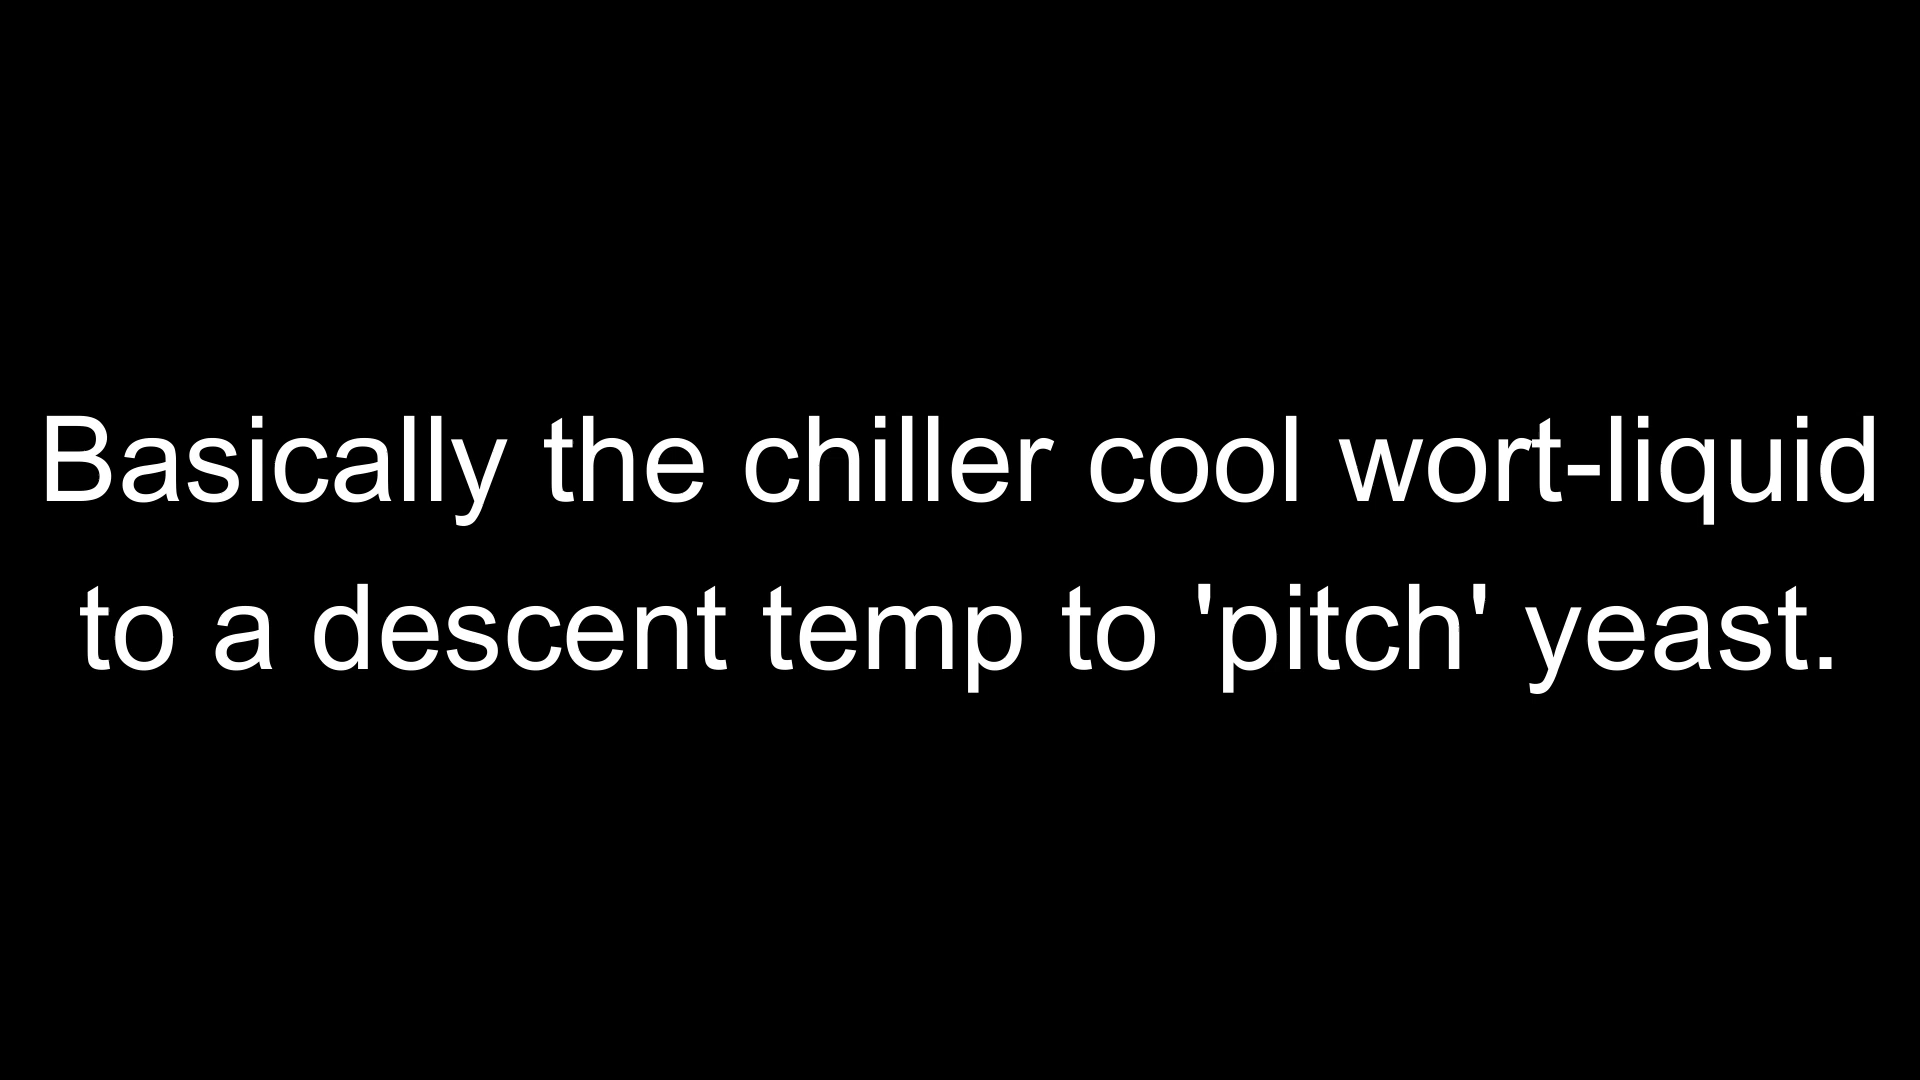 Basically the chiller cool wort-liquid
to a descent temp to 'pitch' yeast.